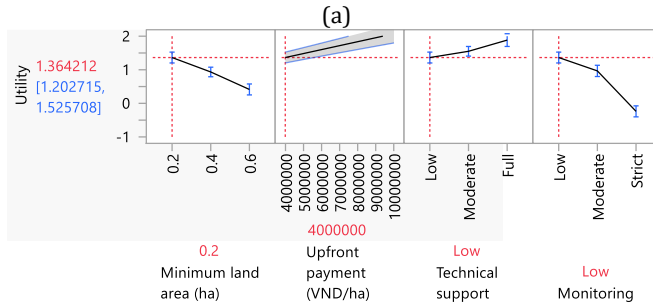 (a)
Utility
1.364212
[1.202715,
1.525708]
2
1
0
-1
0.2
0.4
0.6
4000000
5000000
6000000
7000000
8000000
9000000
10000000
Low
Moderate
Full
Low
Moderate
Strict
0.2
Minimum land
area (ha)
4000000
Upfront
payment
(VND/ha)
Low
Technical
support
Low
Monitoring